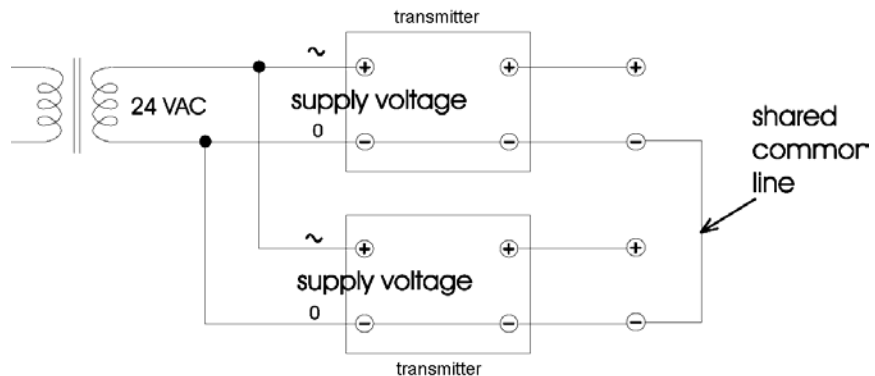 transmitter
~ + + +
24 VAC
supply voltage
0 − − −
shared
common
line
~ + + +
supply voltage
0 − − −
transmitter